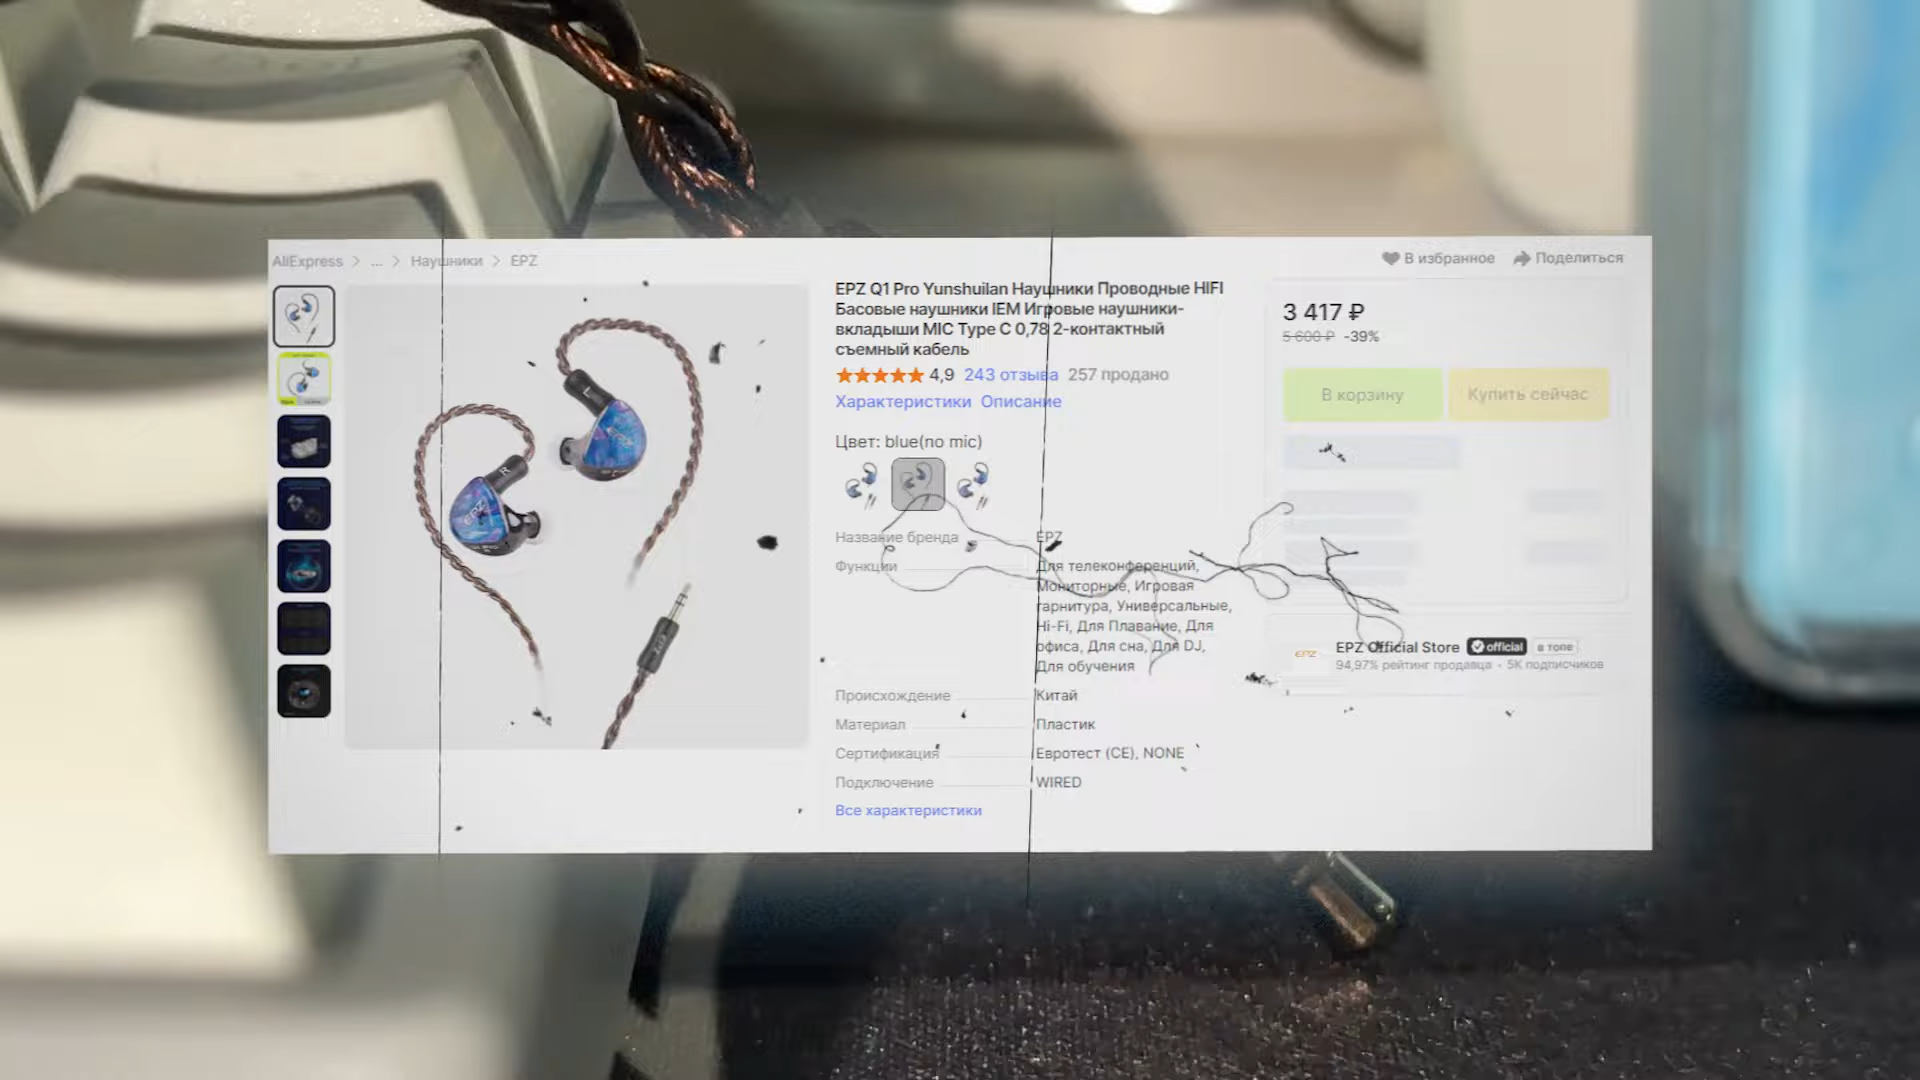 AliExpress > ... > Наушники > EPZ
В избранное Поделиться
EPZ Q1 Pro Yunshuilan Наушники Проводные HIFI
Басовые наушники IEM Игровые наушники-
вкладыши MIC Type C 0,78 2-контактный
съемный кабель
4,9 243 отзыва 257 продано
Характеристики Описание
Цвет: blue(no mic)
Название бренда EPZ
Функции Для телеконференций,
Мониторные, Игровая
гарнитура, Универсальные,
Hi-Fi, Для Плавание, Для
офиса, Для сна, Для DJ,
Для обучения
Происхождение Китай
Материал Пластик
Сертификация Евротест (CE), NONE
Подключение WIRED
Все характеристики
3 417 ₽
5 600 ₽ -39%
В корзину Купить сейчас
EPZ
EPZ Official Store official в топе
94,97% рейтинг продавца • 5K подписчиков
L
R
EPZ
EPZ